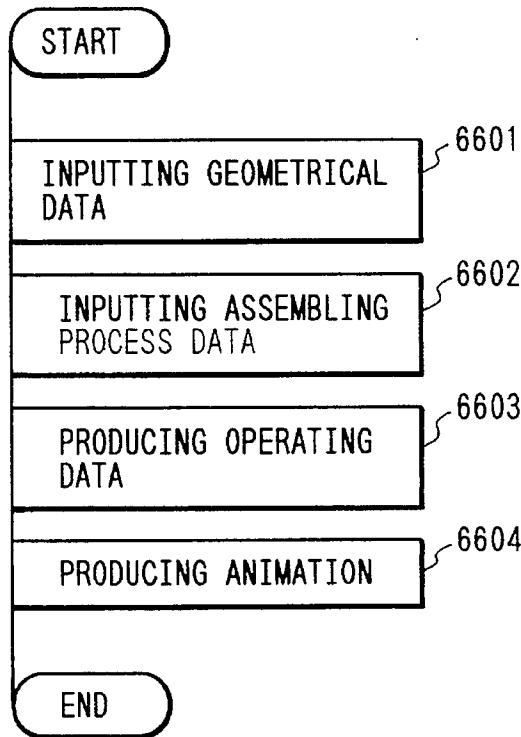 START
6601
INPUTTING GEOMETRICAL
DATA
6602
INPUTTING ASSEMBLING
PROCESS DATA
6603
PRODUCING OPERATING
DATA
6604
PRODUCING ANIMATION
END